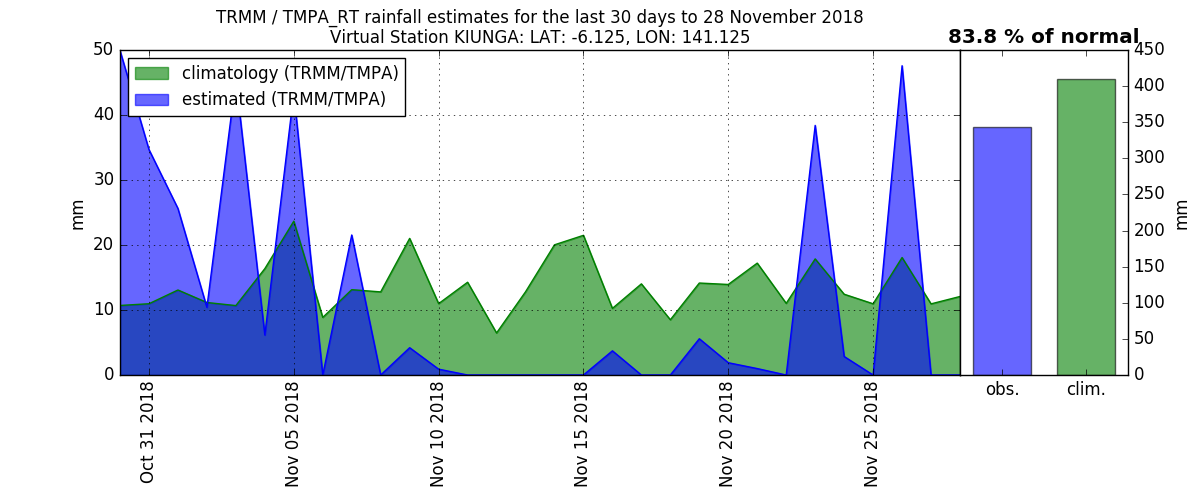 TRMM / TMPA_RT rainfall estimates for the last 30 days to 28 November 2018
Virtual Station KIUNGA: LAT: -6.125, LON: 141.125
83.8 % of normal
climatology (TRMM/TMPA)
estimated (TRMM/TMPA)
50
40
30
20
10
0
mm
Oct 31 2018
Nov 05 2018
Nov 10 2018
Nov 15 2018
Nov 20 2018
Nov 25 2018
obs.
clim.
450
400
350
300
250
200
150
100
50
0
mm